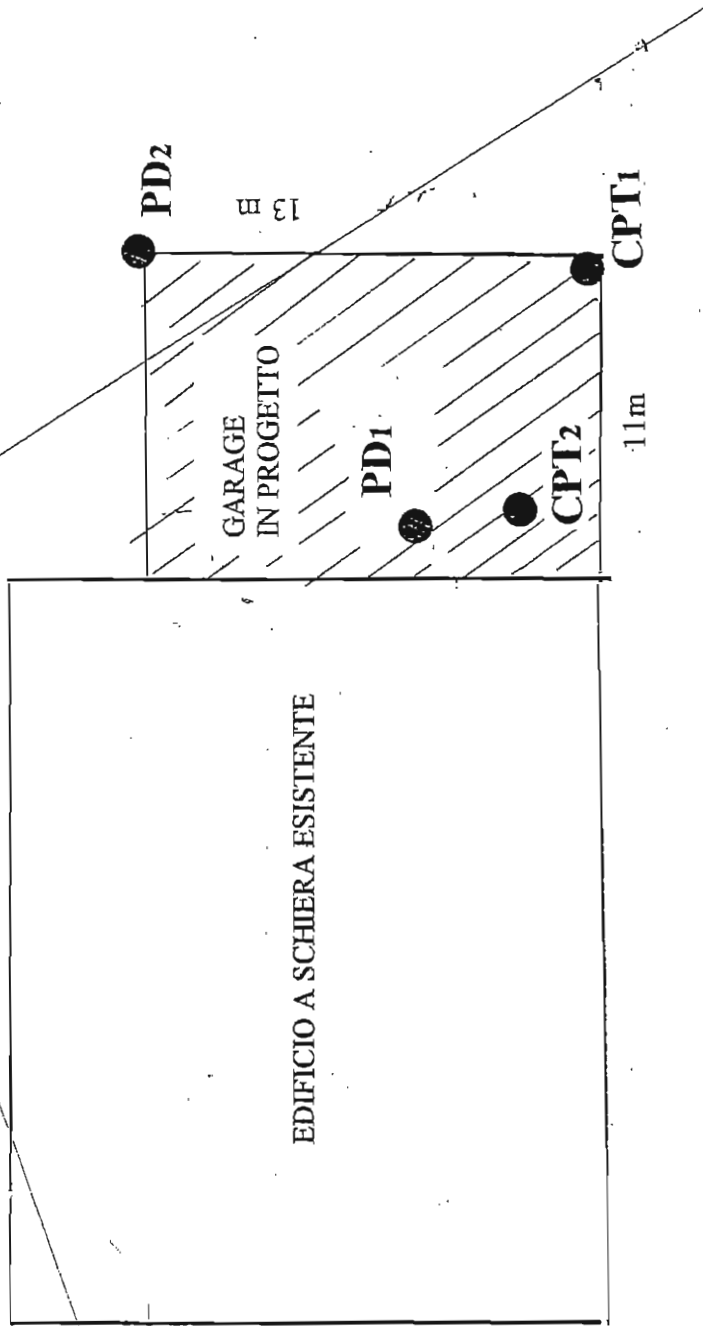 PD2
13 m
GARAGE
IN PROGETTO
PD1
CPT2
CPT1
11m
EDIFICIO A SCHIERA ESISTENTE